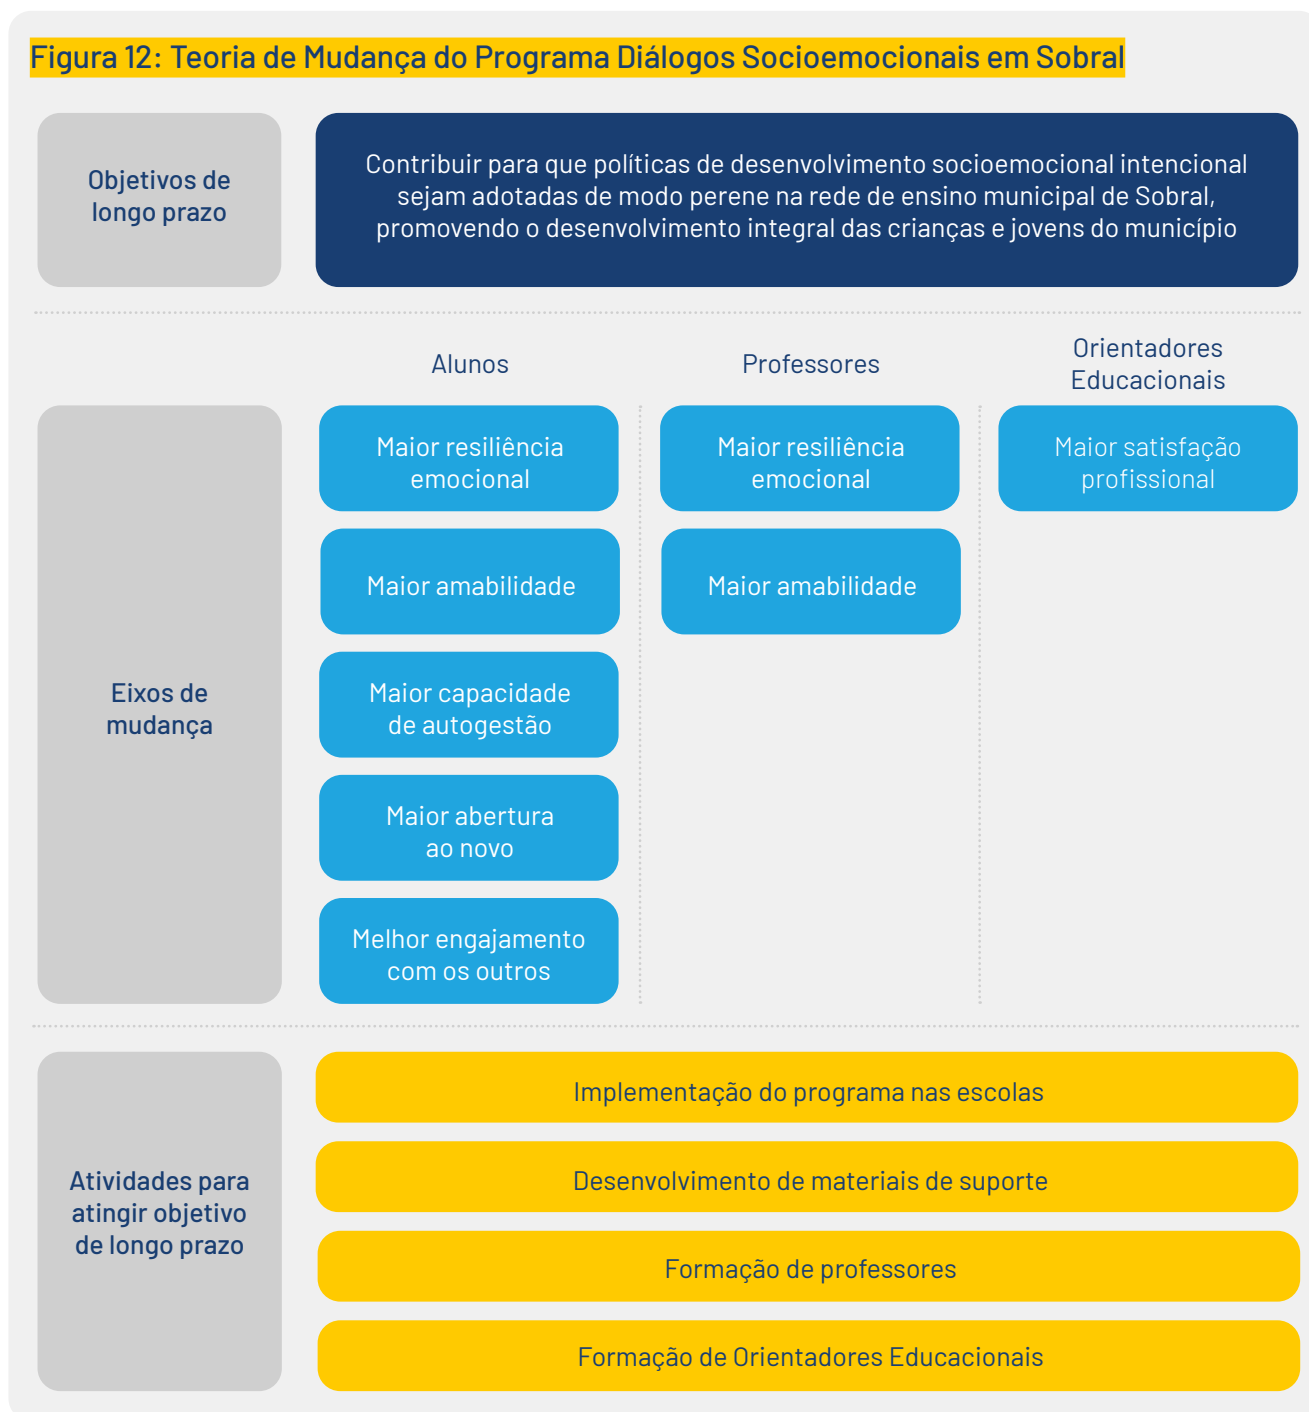 Figura 12: Teoria de Mudança do Programa Diálogos Socioemocionais em Sobral
Objetivos de
longo prazo
Contribuir para que políticas de desenvolvimento socioemocional intencional
sejam adotadas de modo perene na rede de ensino municipal de Sobral,
promovendo o desenvolvimento integral das crianças e jovens do município
Alunos
Professores
Orientadores
Educacionais
Eixos de
mudança
Maior resiliência
emocional
Maior amabilidade
Maior capacidade
de autogestão
Maior abertura
ao novo
Melhor engajamento
com os outros
Maior resiliência
emocional
Maior amabilidade
Maior satisfação
profissional
Atividades para
atingir objetivo
de longo prazo
Implementação do programa nas escolas
Desenvolvimento de materiais de suporte
Formação de professores
Formação de Orientadores Educacionais